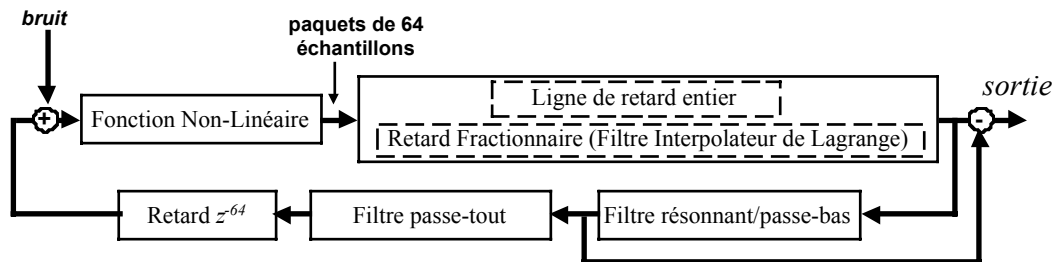 bruit
paquets de 64
échantillons
sortie
+
Fonction Non-Linéaire
Ligne de retard entier
Retard Fractionnaire (Filtre Interpolateur de Lagrange)
-
Retard z^-64
Filtre passe-tout
Filtre résonnant/passe-bas